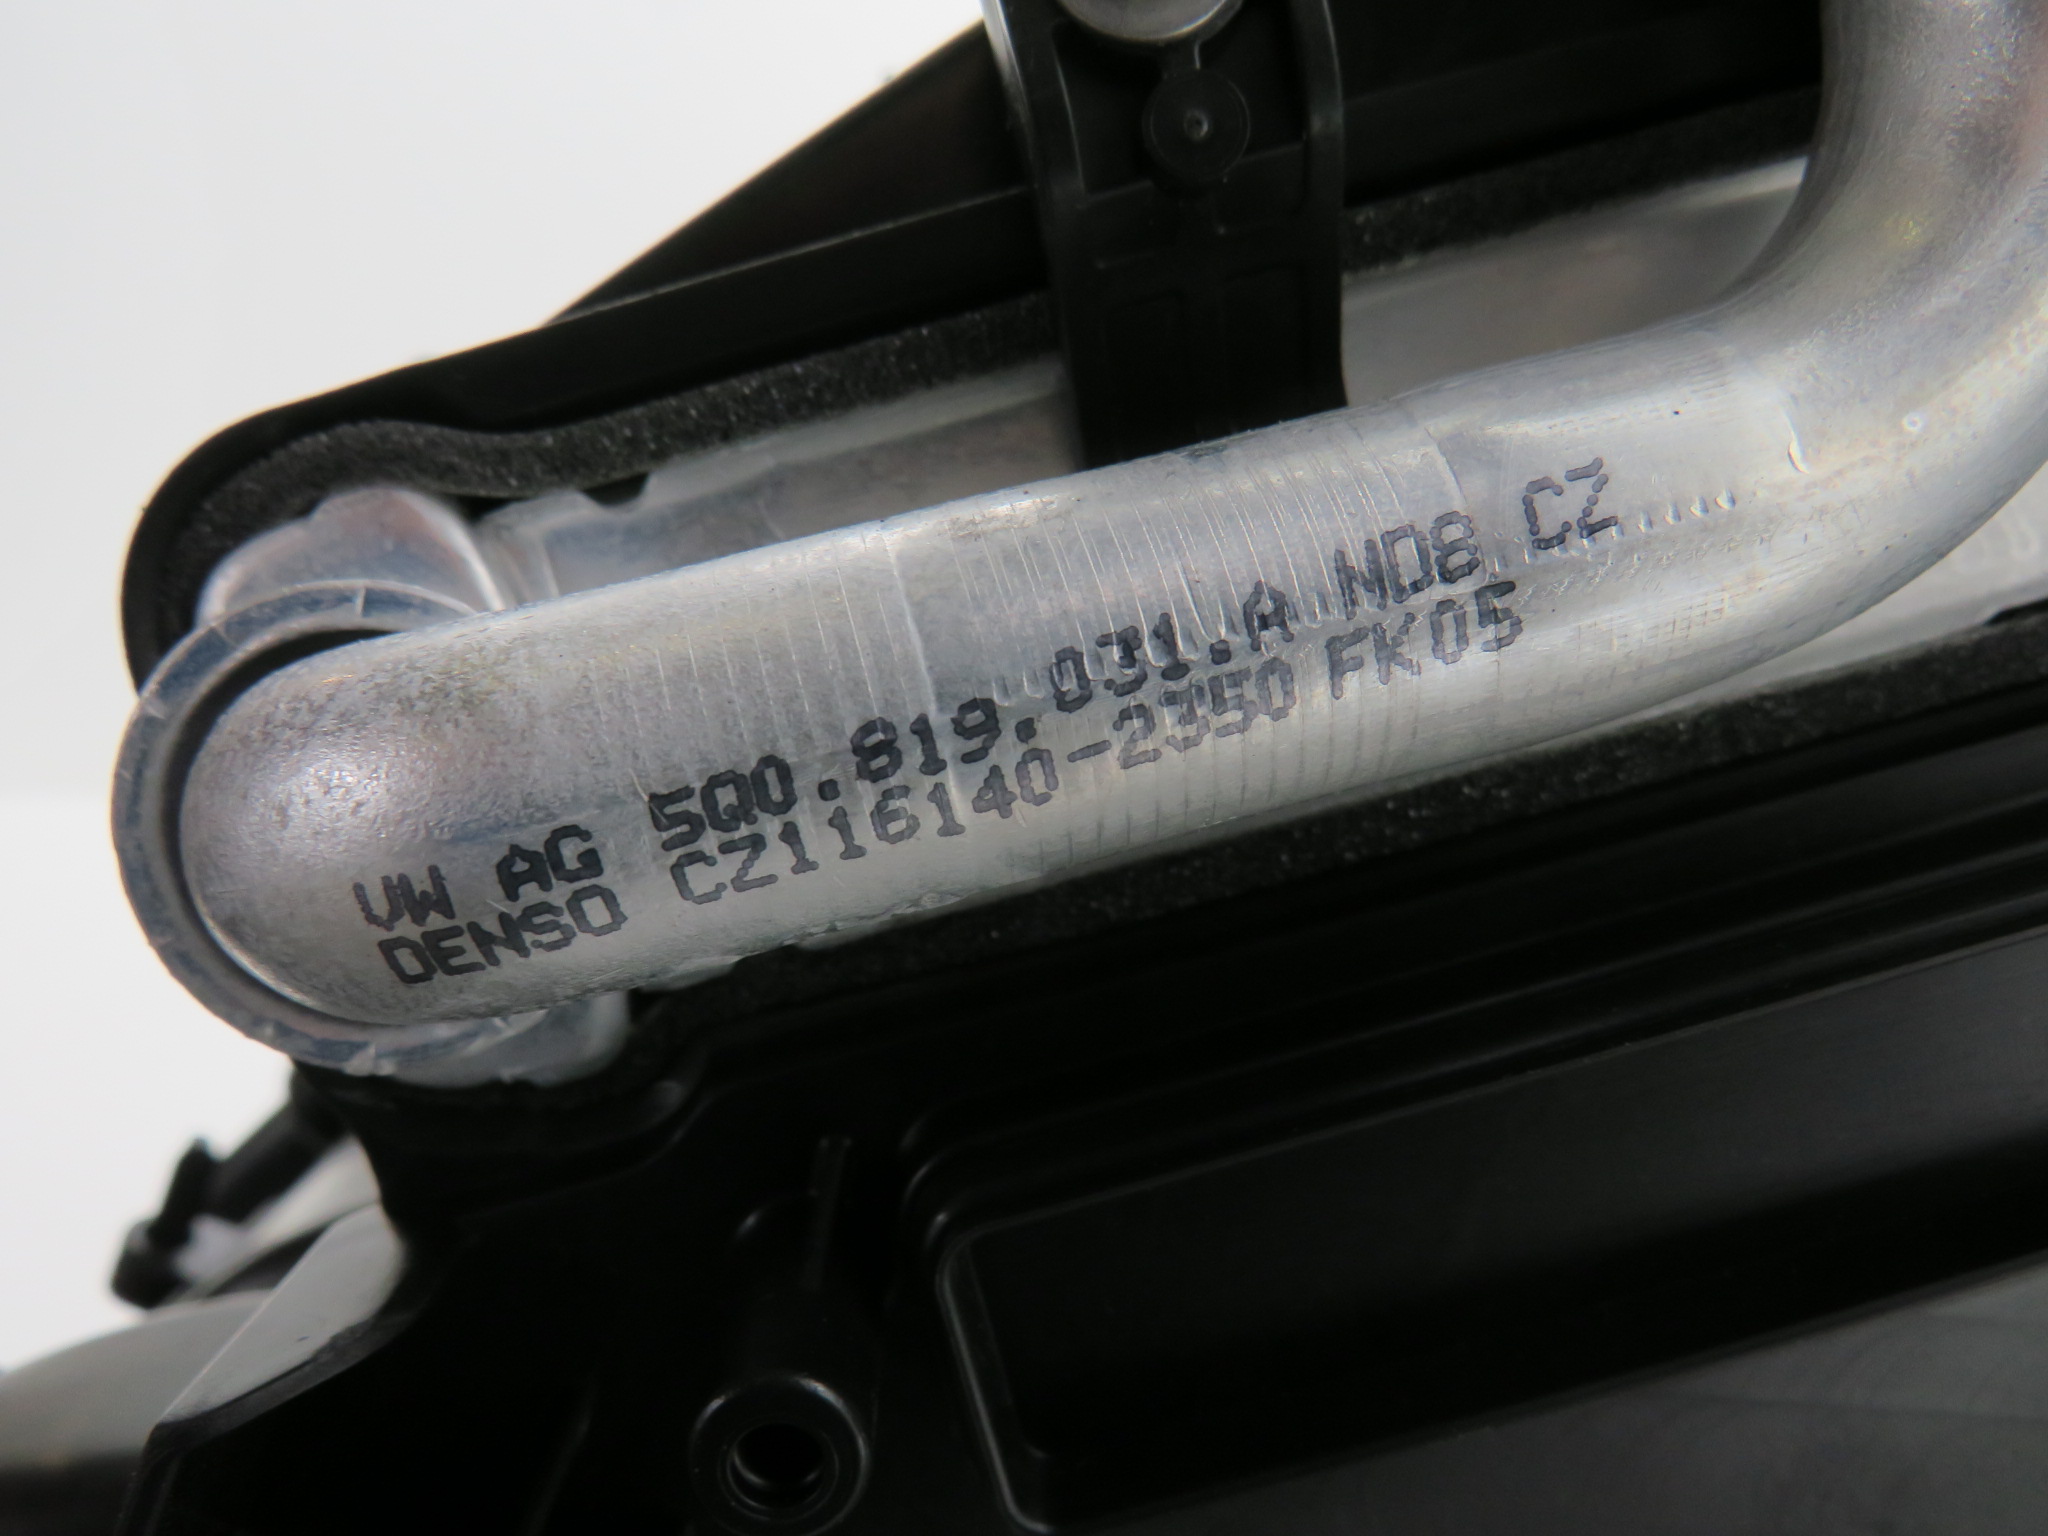 VW AG 5Q0.819.031.A ND8 CZ
DENSO CZ116140-2350 FK05